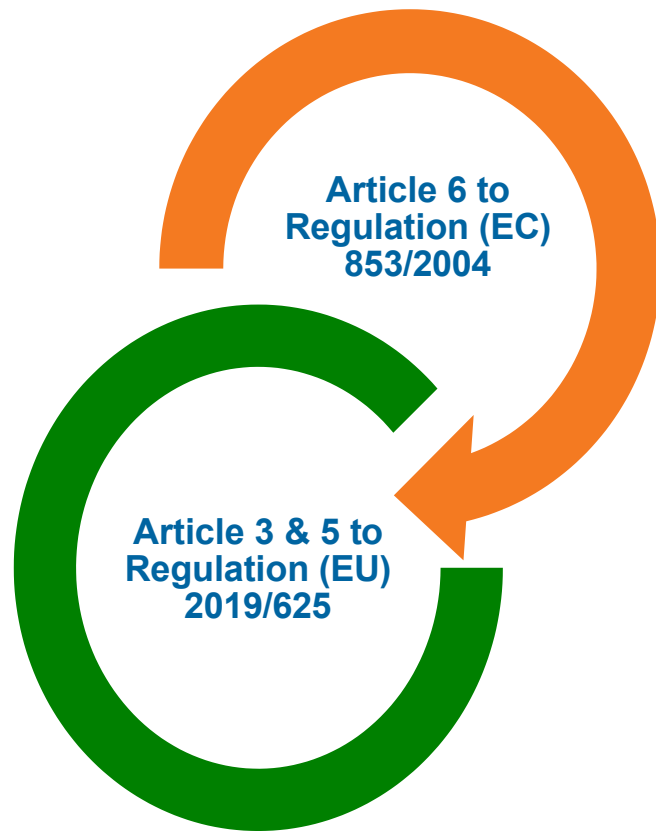 Article 6 to
Regulation (EC)
853/2004
Article 3 & 5 to
Regulation (EU)
2019/625